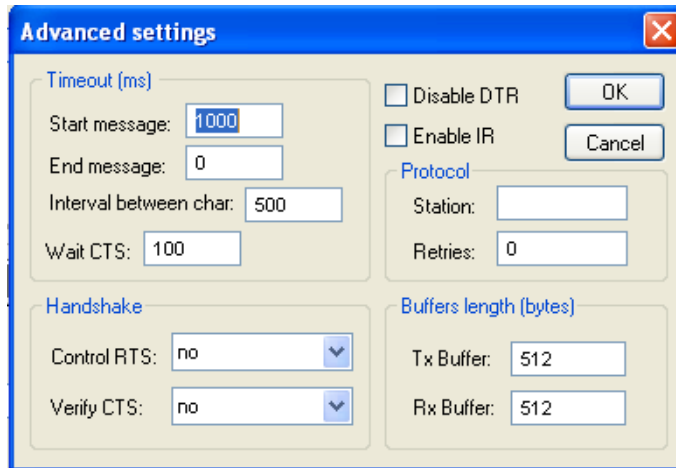 Advanced settings
Timeout (ms)
Start message: 1000
End message: 0
Interval between char: 500
Wait CTS: 100
Disable DTR
Enable IR
OK
Cancel
Protocol
Station:
Retries: 0
Handshake
Control RTS: no
Verify CTS: no
Buffers length (bytes)
Tx Buffer: 512
Rx Buffer: 512